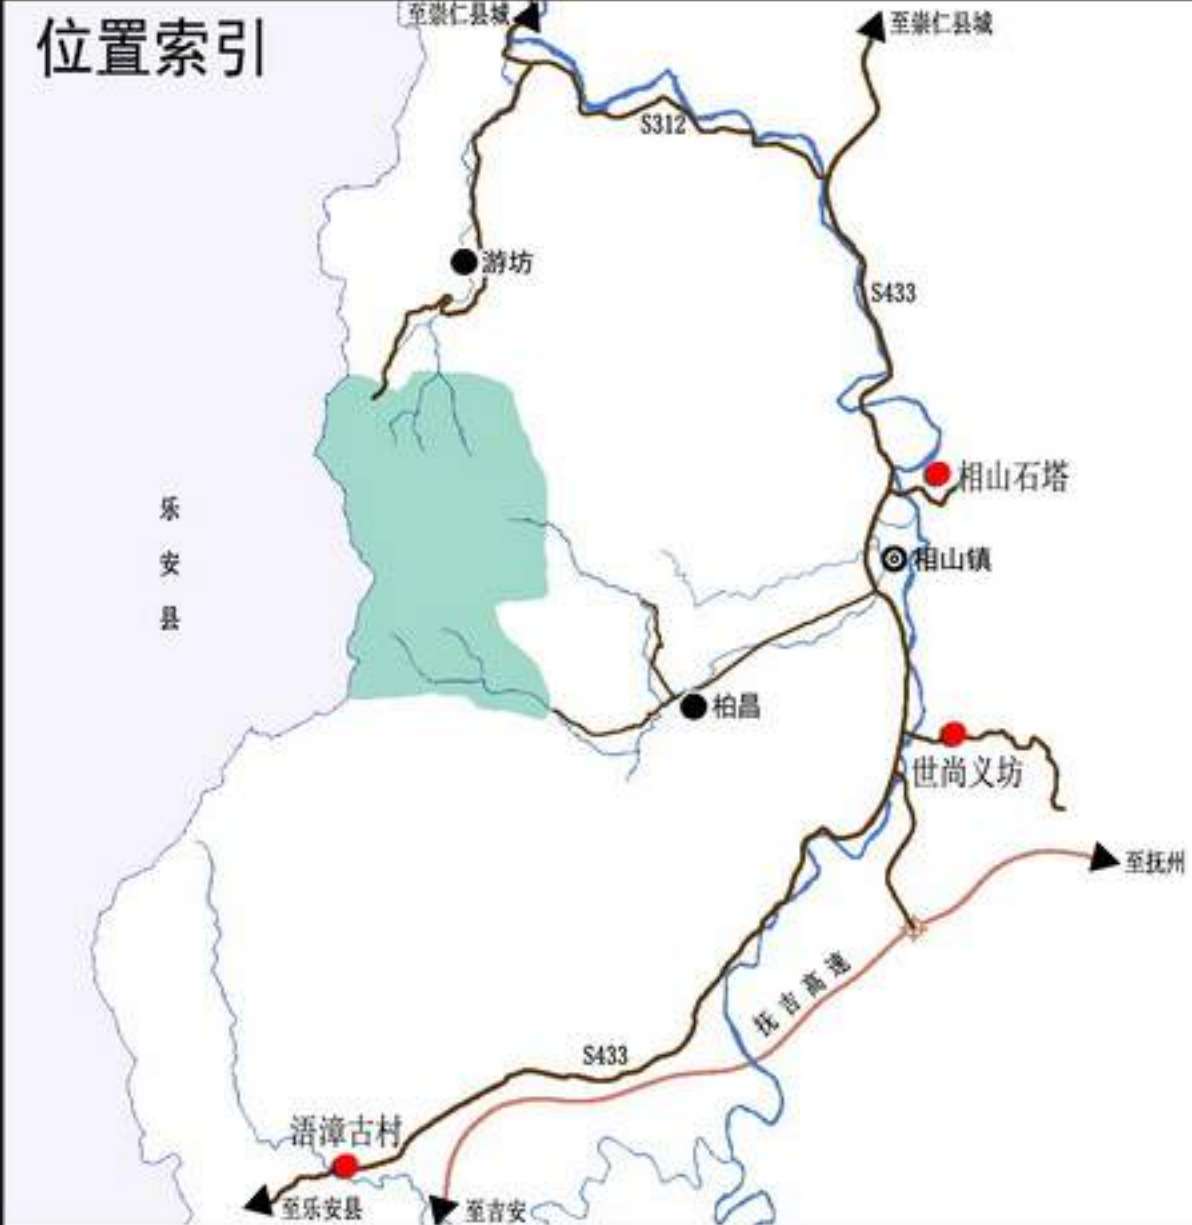 位置索引
至崇仁县城
至崇仁县城
S312
游坊
S433
相山石塔
乐
安
县
相山镇
柏昌
世尚义坊
至抚州
抚吉高速
S433
浯漳古村
至乐安县
至吉安